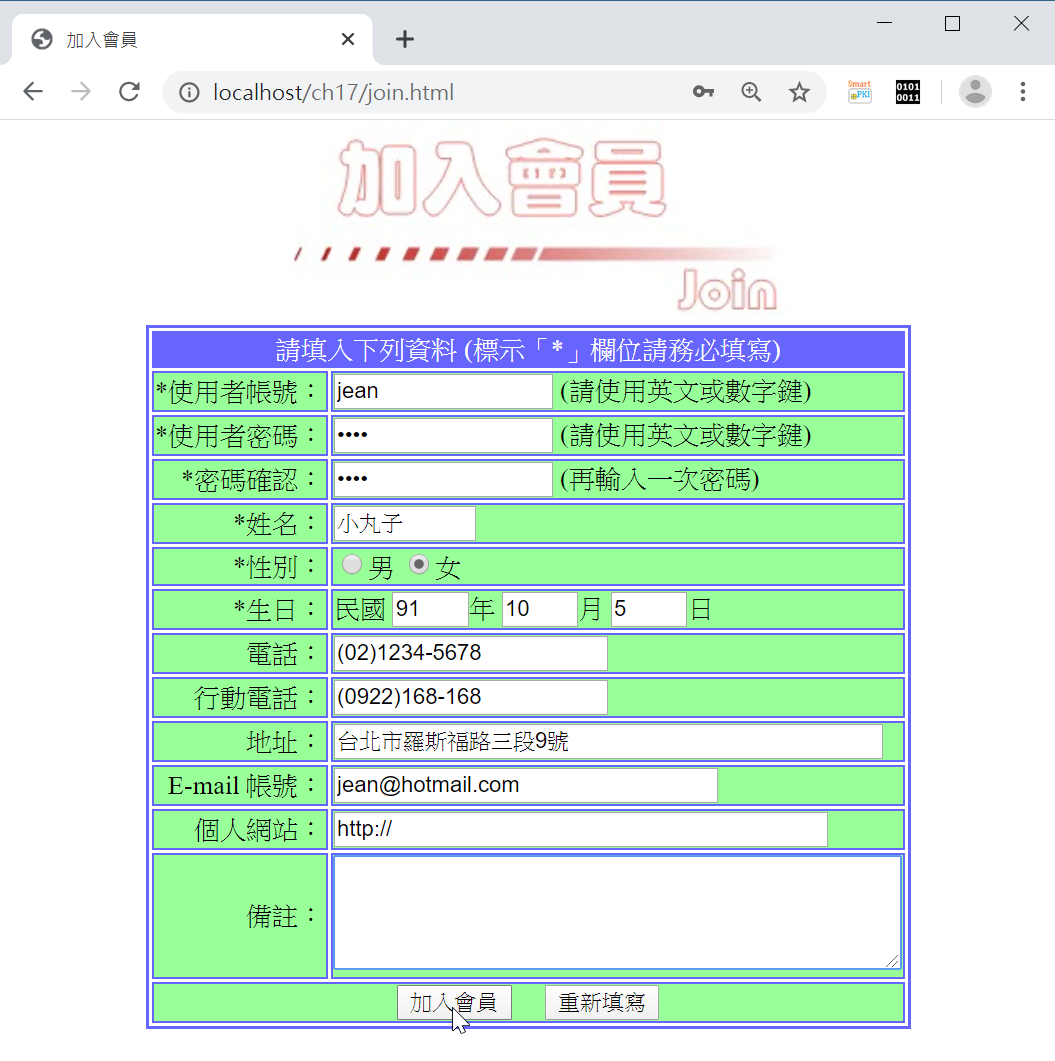 加入會員
localhost/ch17/join.html
Smart
PKI
0101
0011
加入會員
Join
請填入下列資料 (標示「*」欄位請務必填寫)
*使用者帳號： jean (請使用英文或數字鍵)
*使用者密碼： •••• (請使用英文或數字鍵)
*密碼確認： •••• (再輸入一次密碼)
*姓名： 小丸子
*性別： 男 女
*生日： 民國 91 年 10 月 5 日
電話： (02)1234-5678
行動電話： (0922)168-168
地址： 台北市羅斯福路三段9號
E-mail 帳號： jean@hotmail.com
個人網站： http://
備註：
加入會員 重新填寫